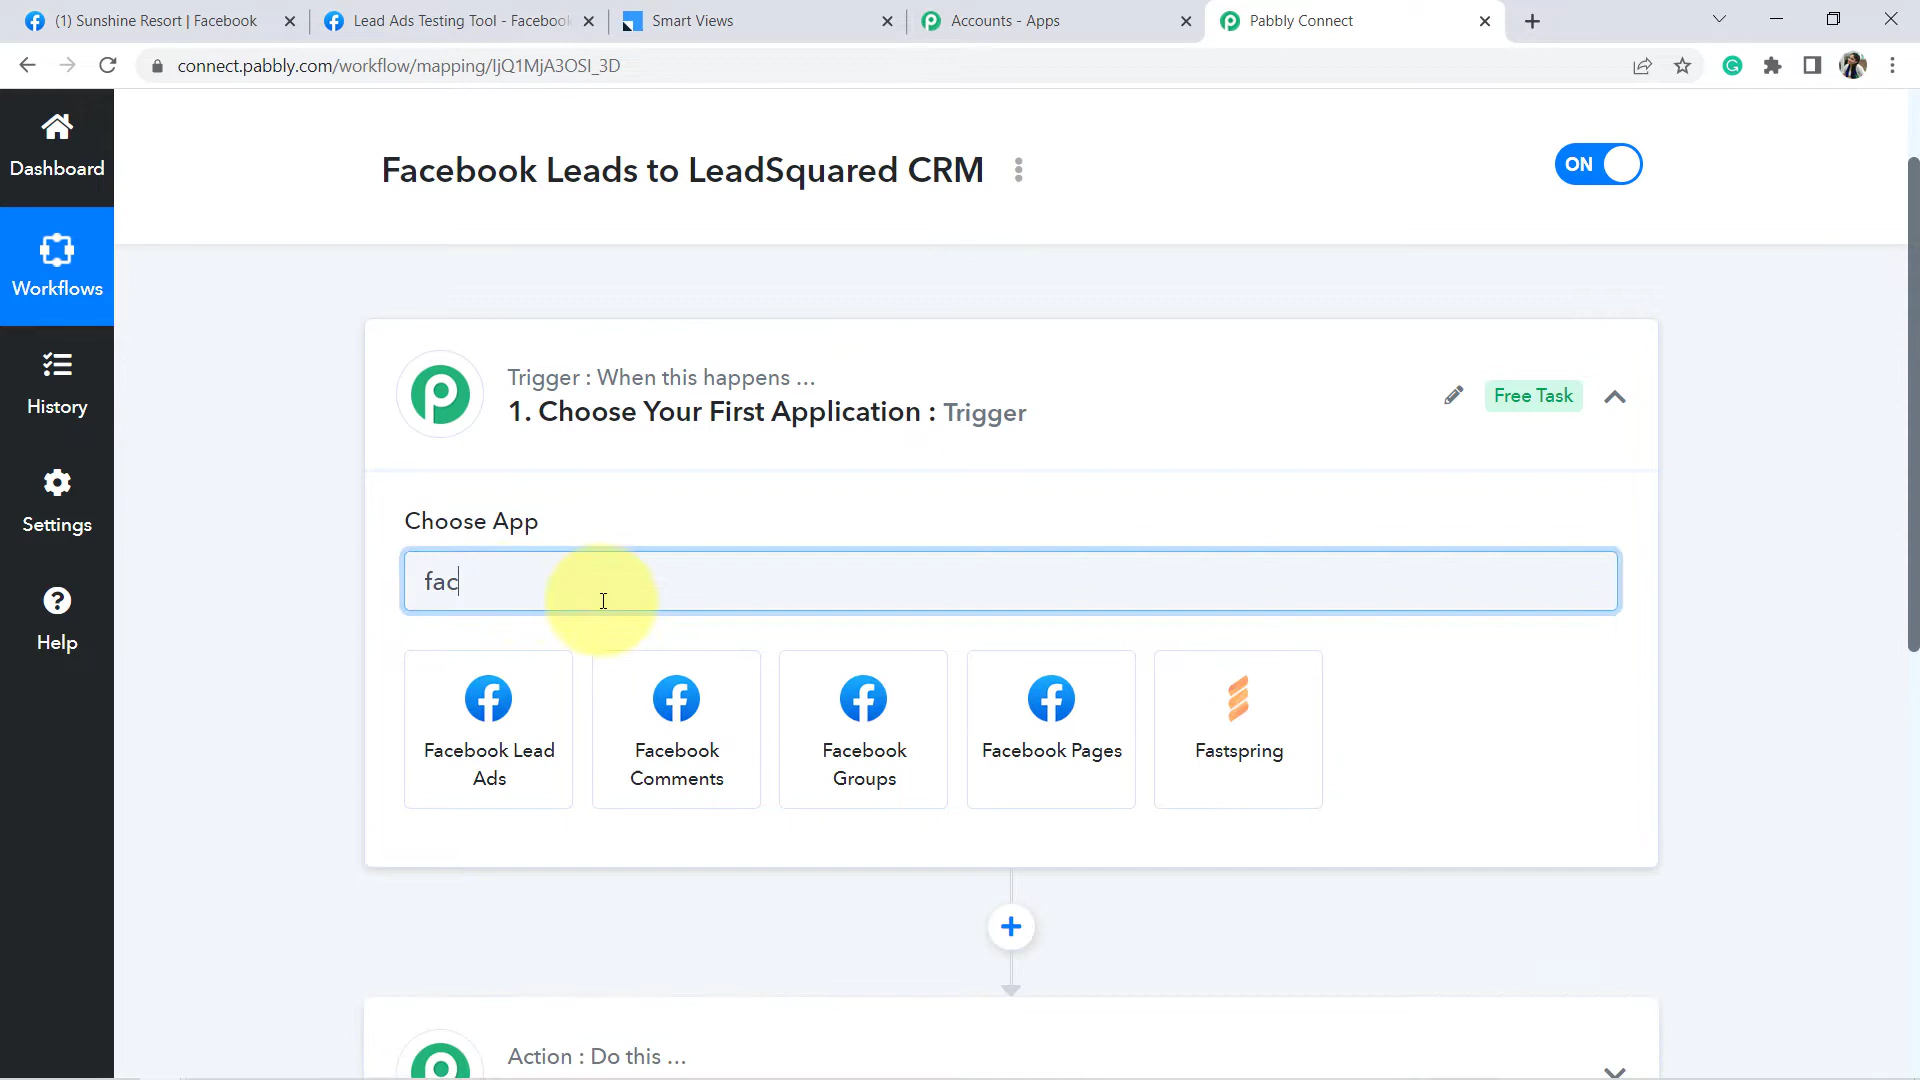 (1) Sunshine Resort | Facebook
Lead Ads Testing Tool - Facebook
Smart Views
Accounts - Apps
Pabbly Connect
connect.pabbly.com/workflow/mapping/IjQ1MjA3OSI_3D
Dashboard
Workflows
History
Settings
Help
Facebook Leads to LeadSquared CRM
ON
Trigger : When this happens ...
1. Choose Your First Application : Trigger
Free Task
Choose App
fac
Facebook Lead
Ads
Facebook
Comments
Facebook
Groups
Facebook Pages
Fastspring
Action : Do this ...